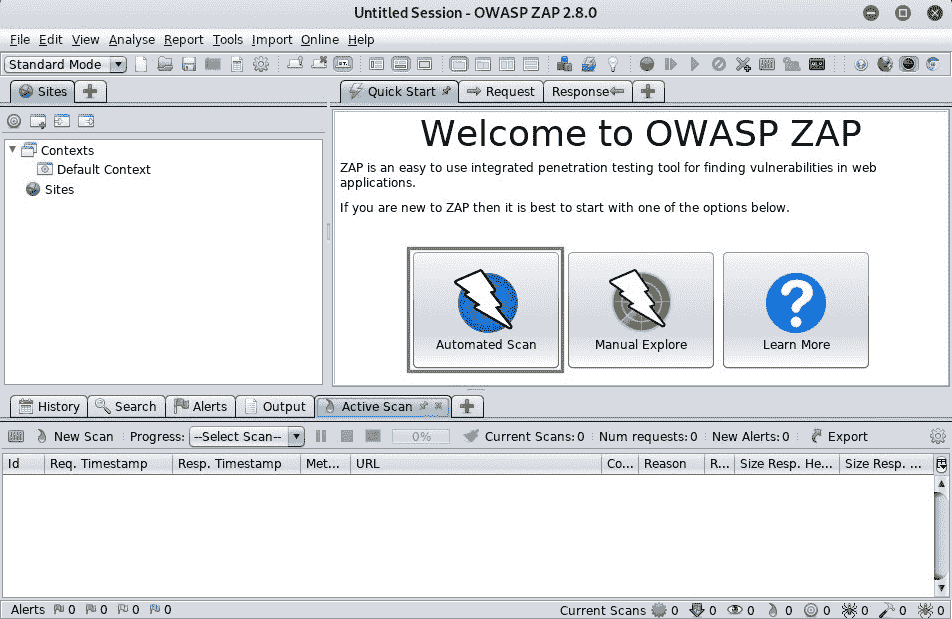 Untitled Session - OWASP ZAP 2.8.0
File Edit View Analyse Report Tools Import Online Help
Standard Mode
Sites
Quick Start Request Response
Welcome to OWASP ZAP
ZAP is an easy to use integrated penetration testing tool for finding vulnerabilities in web
applications.
If you are new to ZAP then it is best to start with one of the options below.
Contexts
Default Context
Sites
Automated Scan Manual Explore Learn More
History Search Alerts Output Active Scan
New Scan Progress: --Select Scan-- 0% Current Scans: 0 Num requests: 0 New Alerts: 0 Export
Id Req. Timestamp Resp. Timestamp Met... URL Co... Reason R... Size Resp. He... Size Resp. ...
Alerts 0 0 0 0 Current Scans 0 0 0 0 0 0 0 0